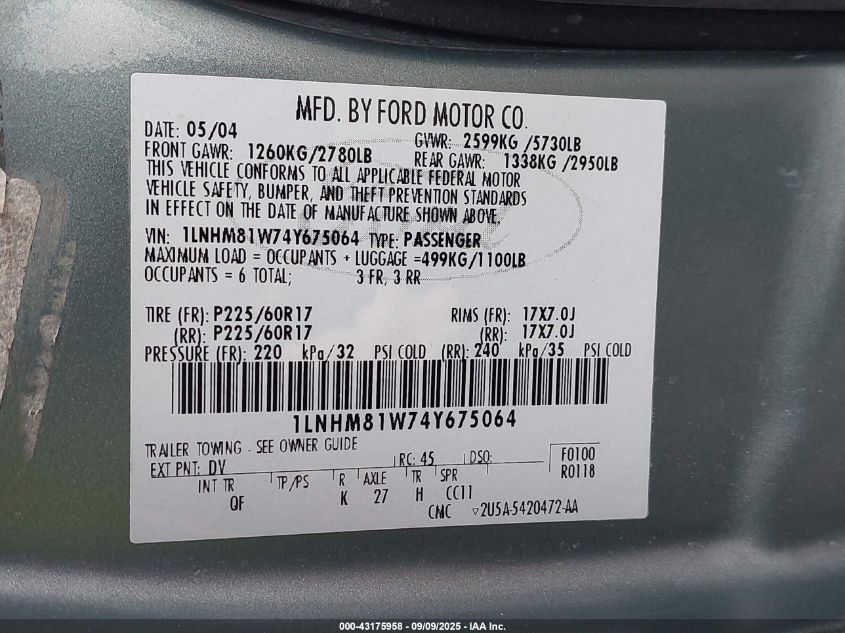 MFD. BY FORD MOTOR CO.
DATE: 05/04 GVWR: 2599KG /5730LB
FRONT GAWR: 1260KG/2780LB REAR GAWR: 1338KG /2950LB
THIS VEHICLE CONFORMS TO ALL APPLICABLE FEDERAL MOTOR
VEHICLE SAFETY, BUMPER, AND THEFT PREVENTION STANDARDS
IN EFFECT ON THE DATE OF MANUFACTURE SHOWN ABOVE.
VIN: 1LNHM81W74Y675064 TYPE: PASSENGER
MAXIMUM LOAD = OCCUPANTS + LUGGAGE =499KG/1100LB
OCCUPANTS = 6 TOTAL; 3 FR, 3 RR
TIRE (FR): P225/60R17 RIMS (FR): 17X7.0J
(RR): P225/60R17 (RR): 17X7.0J
PRESSURE (FR): 220 kPa/32 PSI COLD (RR): 240 kPa/35 PSI COLD
1LNHM81W74Y675064
TRAILER TOWING - SEE OWNER GUIDE
EXT PNT: DV RC: 45 DSO: F0100
R0118
INT TR TP/PS R AXLE TR SPR
QF K 27 H CC11
CMC 2U5A-5420472-AA
000-43175958 - 09/09/2025 - IAA Inc.